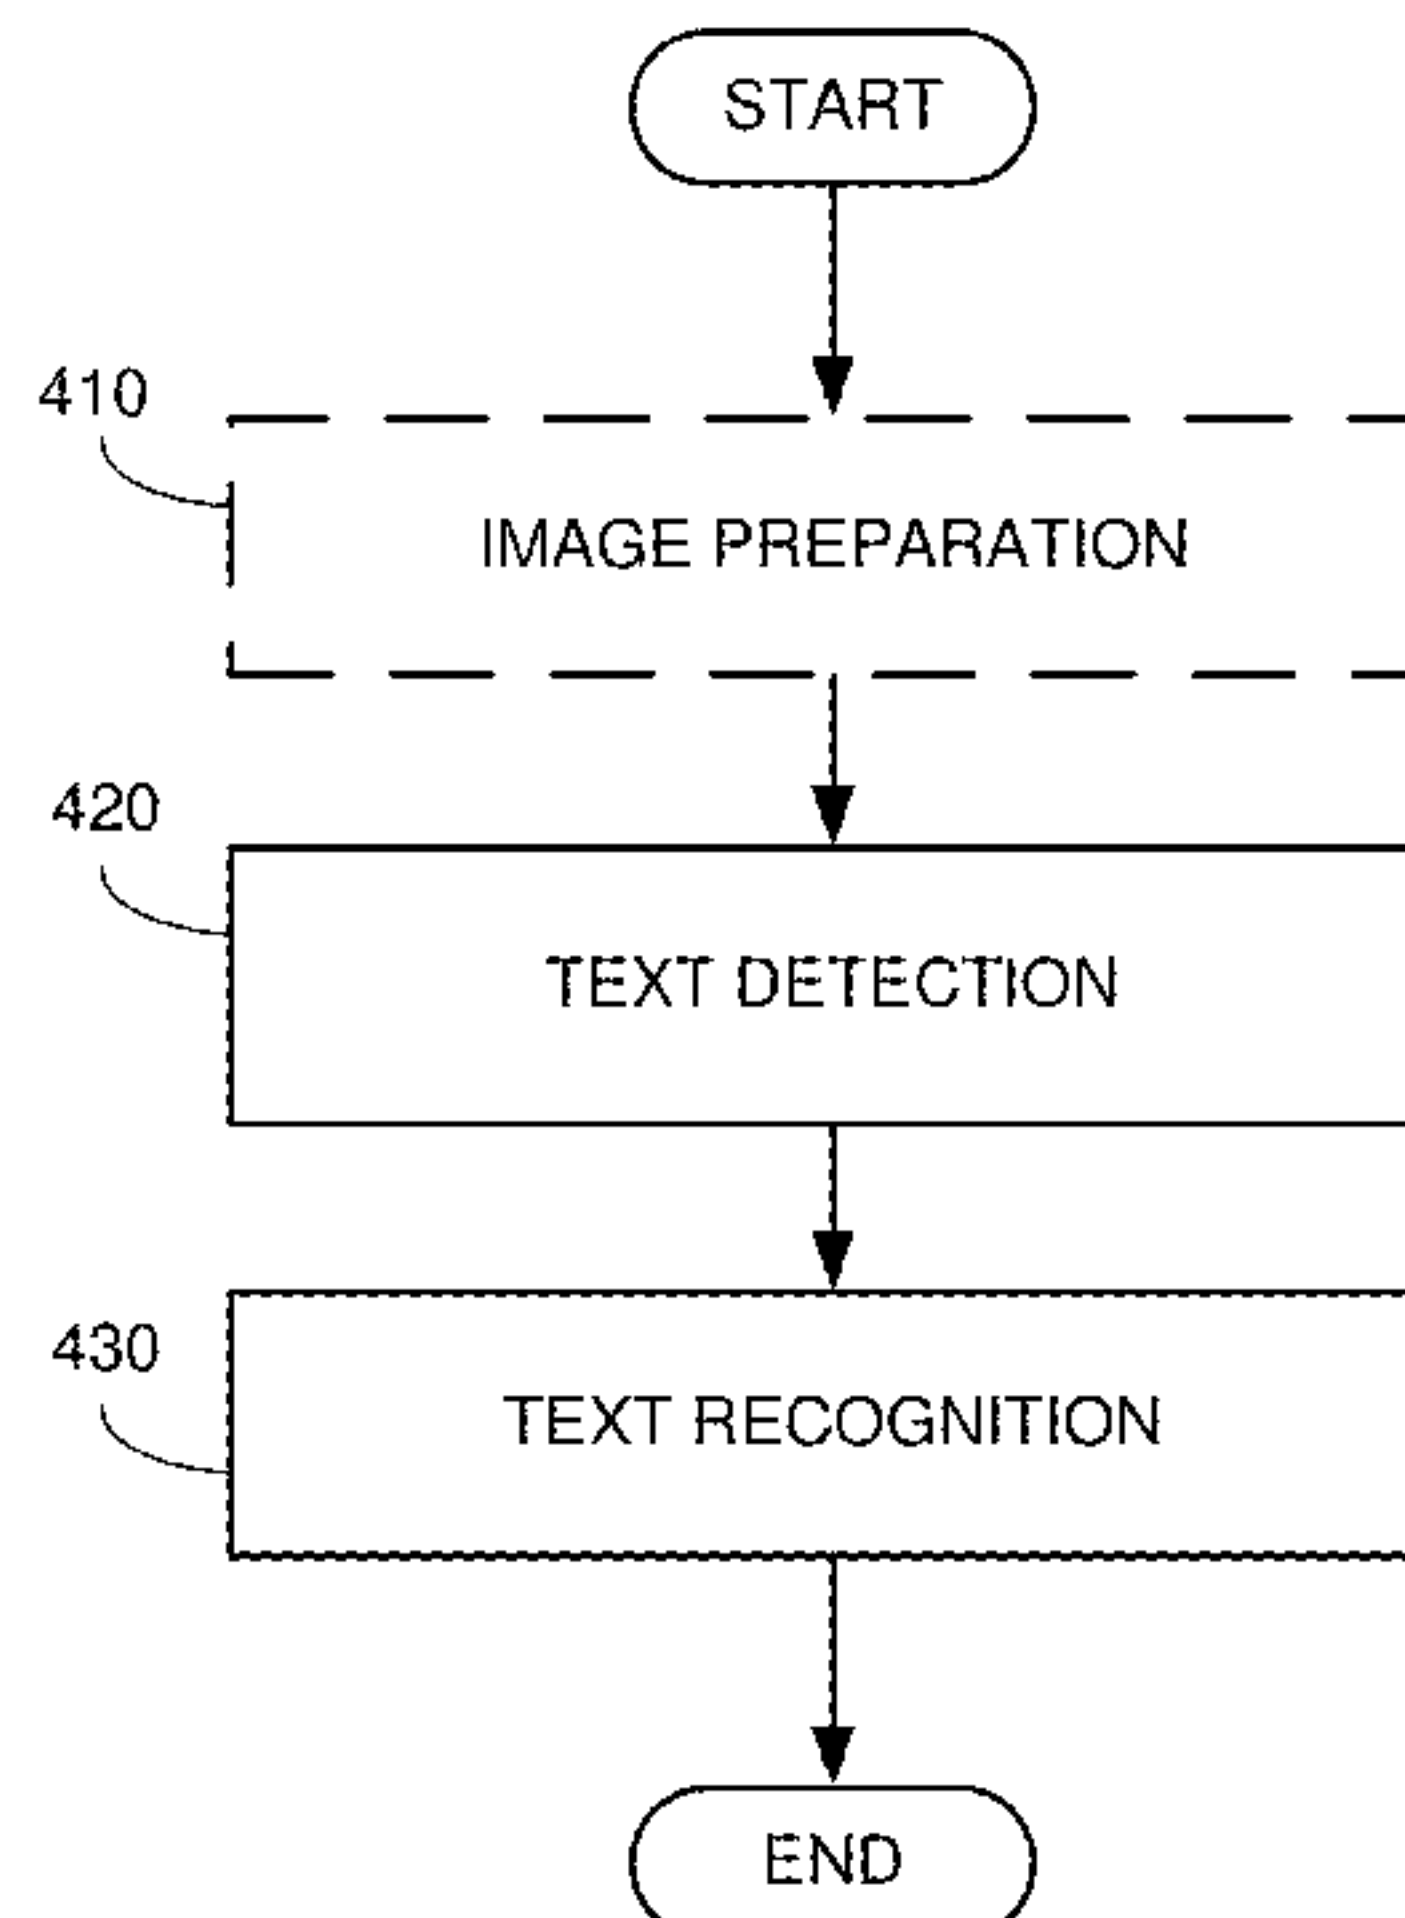 START
410
IMAGE PREPARATION
420
TEXT DETECTION
430
TEXT RECOGNITION
END